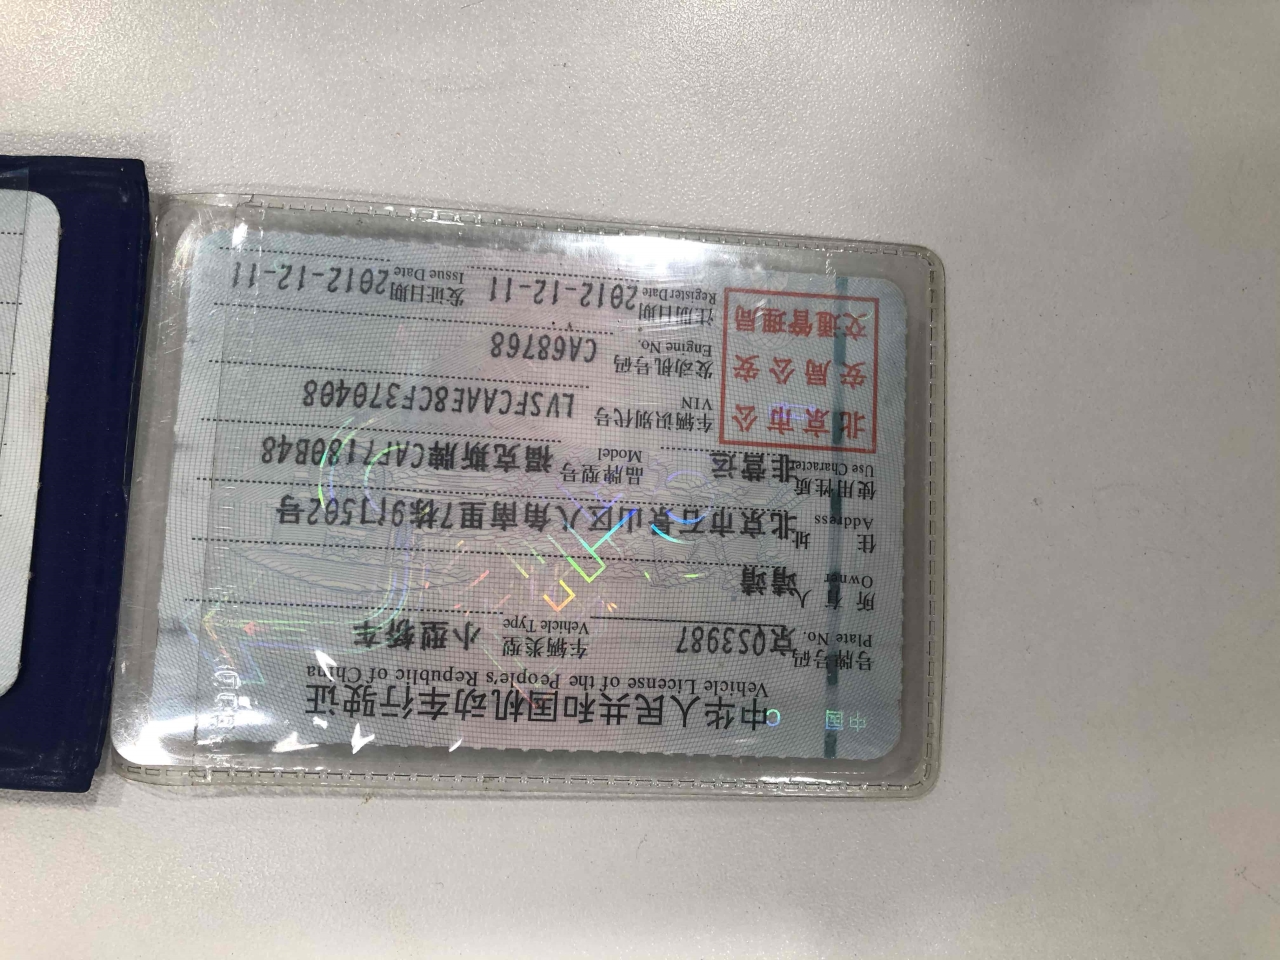 中华人民共和国机动车行驶证
Vehicle License of the People's Republic of China
号牌号码 京QS3987 车辆类型 小型轿车
Plate No. Vehicle Type
所有人 靖靖
Owner
住址 北京市石景山区八角南里7栋9门502号
Address
使用性质 非营运 品牌型号 福克斯牌CAF7180B48
Use Character Model
北京市公
安局公安
交通管理局
车辆识别代号 LVSFCAAE8CF370408
VIN
发动机号码 CA68768
Engine No.
注册日期 2012-12-11 发证日期 2012-12-11
Register Date Issue Date
中国